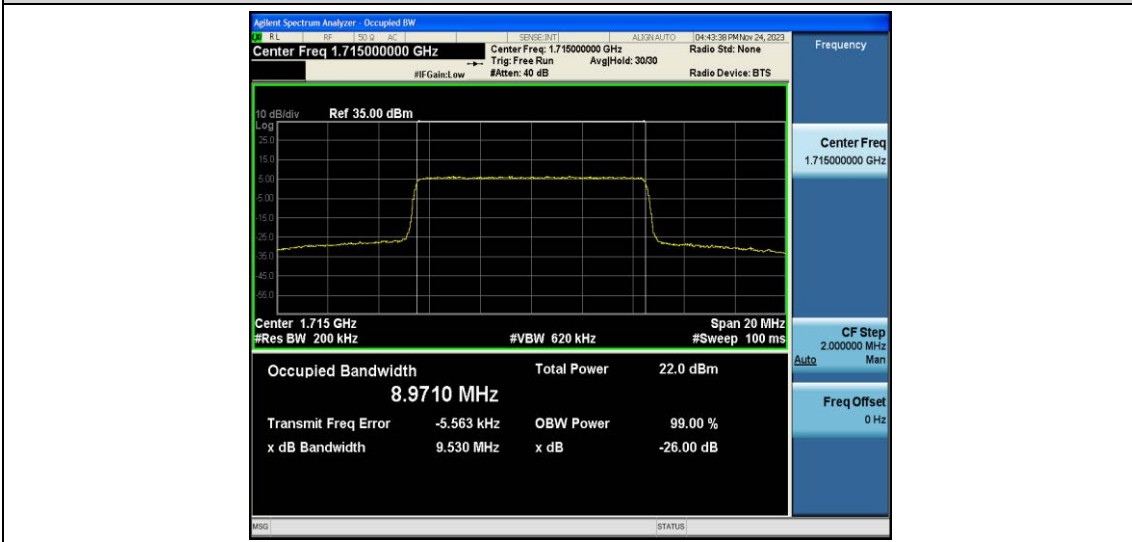 Agilent Spectrum Analyzer - Occupied BW
RL RF 50 Ω AC SENSE:INT ALIGN AUTO 04:43:38 PM Nov 24, 2023
Center Freq 1.715000000 GHz
Center Freq: 1.715000000 GHz
Radio Std: None
Trig: Free Run Avg|Hold: 30/30
#IFGain:Low #Atten: 40 dB Radio Device: BTS
Frequency
10 dB/div Ref 35.00 dBm
Log
25.0
15.0
5.00
-5.00
-15.0
-25.0
-35.0
-45.0
-55.0
Center 1.715 GHz Span 20 MHz
#Res BW 200 kHz #VBW 620 kHz #Sweep 100 ms
Occupied Bandwidth Total Power 22.0 dBm
8.9710 MHz
Transmit Freq Error -5.563 kHz OBW Power 99.00 %
x dB Bandwidth 9.530 MHz x dB -26.00 dB
Center Freq
1.715000000 GHz
CF Step
2.000000 MHz
Auto Man
Freq Offset
0 Hz
MSG STATUS